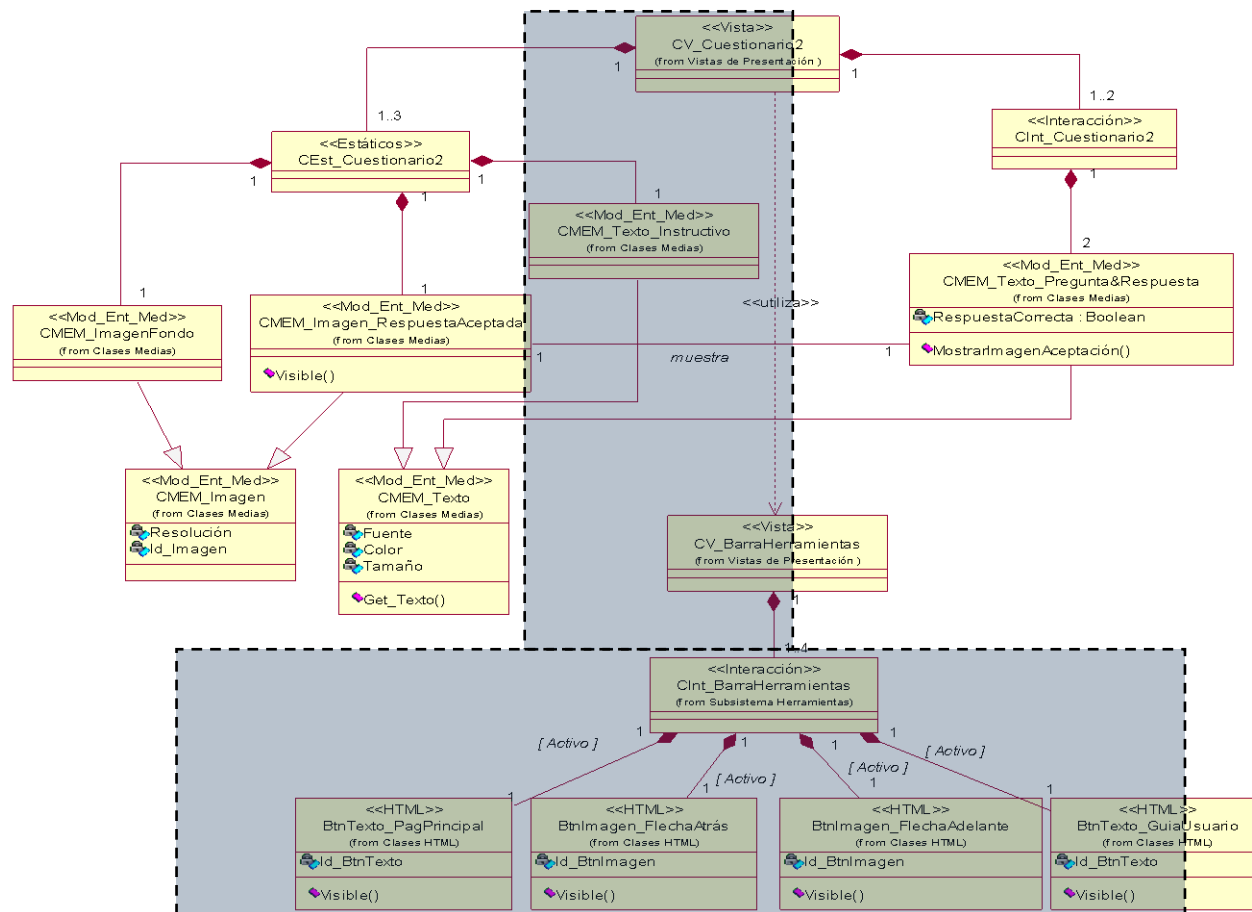 <<Vista>>
CV_Cuestionario2
(from Vistas de Presentación )
1
1
1..3
1..2
<<Estáticos>>
CEst_Cuestionario2
1
1
1
<<Interacción>>
CInt_Cuestionario2
1
1
<<Mod_Ent_Med>>
CMEM_Texto_Instructivo
(from Clases Medias)
2
<<Mod_Ent_Med>>
CMEM_Texto_Pregunta&Respuesta
(from Clases Medias)
RespuestaCorrecta : Boolean
MostrarImagenAceptación()
<<utiliza>>
1
<<Mod_Ent_Med>>
CMEM_ImagenFondo
(from Clases Medias)
1
<<Mod_Ent_Med>>
CMEM_Imagen_RespuestaAceptada
(from Clases Medias)
Visible()
1
muestra
1
<<Mod_Ent_Med>>
CMEM_Imagen
(from Clases Medias)
Resolución
Id_Imagen
<<Mod_Ent_Med>>
CMEM_Texto
(from Clases Medias)
Fuente
Color
Tamaño
Get_Texto()
<<Vista>>
CV_BarraHerramientas
(from Vistas de Presentación )
1
1..4
<<Interacción>>
CInt_BarraHerramientas
(from Subsistema Herramientas)
1
1
1
1
[ Activo ]
[ Activo ]
[ Activo ]
[ Activo ]
1
1
1
1
<<HTML>>
BtnTexto_PagPrincipal
(from Clases HTML)
Id_BtnTexto
Visible()
<<HTML>>
BtnImagen_FlechaAtrás
(from Clases HTML)
Id_BtnImagen
Visible()
<<HTML>>
BtnImagen_FlechaAdelante
(from Clases HTML)
Id_BtnImagen
Visible()
<<HTML>>
BtnTexto_GuiaUsuario
(from Clases HTML)
Id_BtnTexto
Visible()